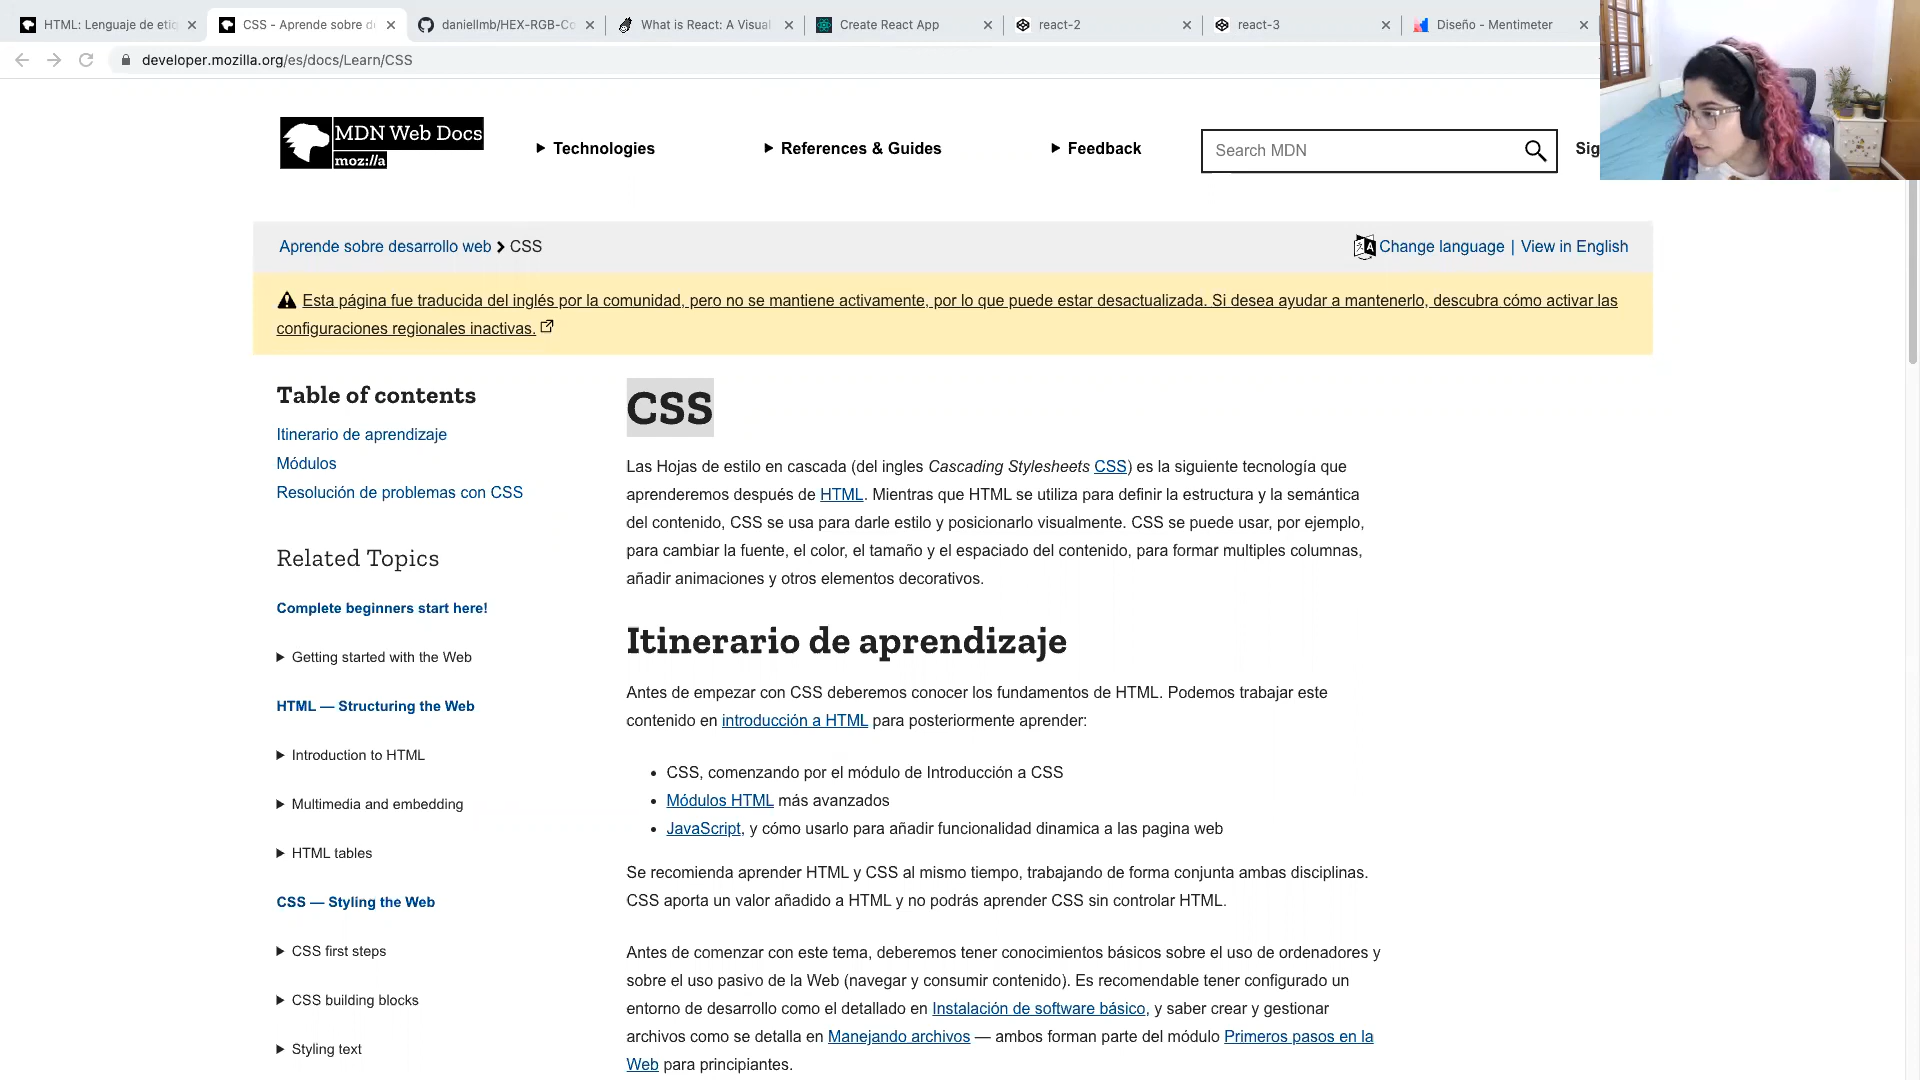 HTML: Lenguaje de etiq
CSS - Aprende sobre d
daniellmb/HEX-RGB-Co
What is React: A Visual
Create React App
react-2
react-3
Diseño - Mentimeter
developer.mozilla.org/es/docs/Learn/CSS
MDN Web Docs
moz://a
Technologies
References & Guides
Feedback
Search MDN
Sig
Aprende sobre desarrollo web CSS
Change language | View in English
Esta página fue traducida del inglés por la comunidad, pero no se mantiene activamente, por lo que puede estar desactualizada. Si desea ayudar a mantenerlo, descubra cómo activar las
configuraciones regionales inactivas.
Table of contents
Itinerario de aprendizaje
Módulos
Resolución de problemas con CSS
Related Topics
Complete beginners start here!
Getting started with the Web
HTML — Structuring the Web
Introduction to HTML
Multimedia and embedding
HTML tables
CSS — Styling the Web
CSS first steps
CSS building blocks
Styling text
CSS
Las Hojas de estilo en cascada (del ingles Cascading Stylesheets CSS) es la siguiente tecnología que
aprenderemos después de HTML. Mientras que HTML se utiliza para definir la estructura y la semántica
del contenido, CSS se usa para darle estilo y posicionarlo visualmente. CSS se puede usar, por ejemplo,
para cambiar la fuente, el color, el tamaño y el espaciado del contenido, para formar multiples columnas,
añadir animaciones y otros elementos decorativos.
Itinerario de aprendizaje
Antes de empezar con CSS deberemos conocer los fundamentos de HTML. Podemos trabajar este
contenido en introducción a HTML para posteriormente aprender:
• CSS, comenzando por el módulo de Introducción a CSS
• Módulos HTML más avanzados
• JavaScript, y cómo usarlo para añadir funcionalidad dinamica a las pagina web
Se recomienda aprender HTML y CSS al mismo tiempo, trabajando de forma conjunta ambas disciplinas.
CSS aporta un valor añadido a HTML y no podrás aprender CSS sin controlar HTML.
Antes de comenzar con este tema, deberemos tener conocimientos básicos sobre el uso de ordenadores y
sobre el uso pasivo de la Web (navegar y consumir contenido). Es recomendable tener configurado un
entorno de desarrollo como el detallado en Instalación de software básico, y saber crear y gestionar
archivos como se detalla en Manejando archivos — ambos forman parte del módulo Primeros pasos en la
Web para principiantes.